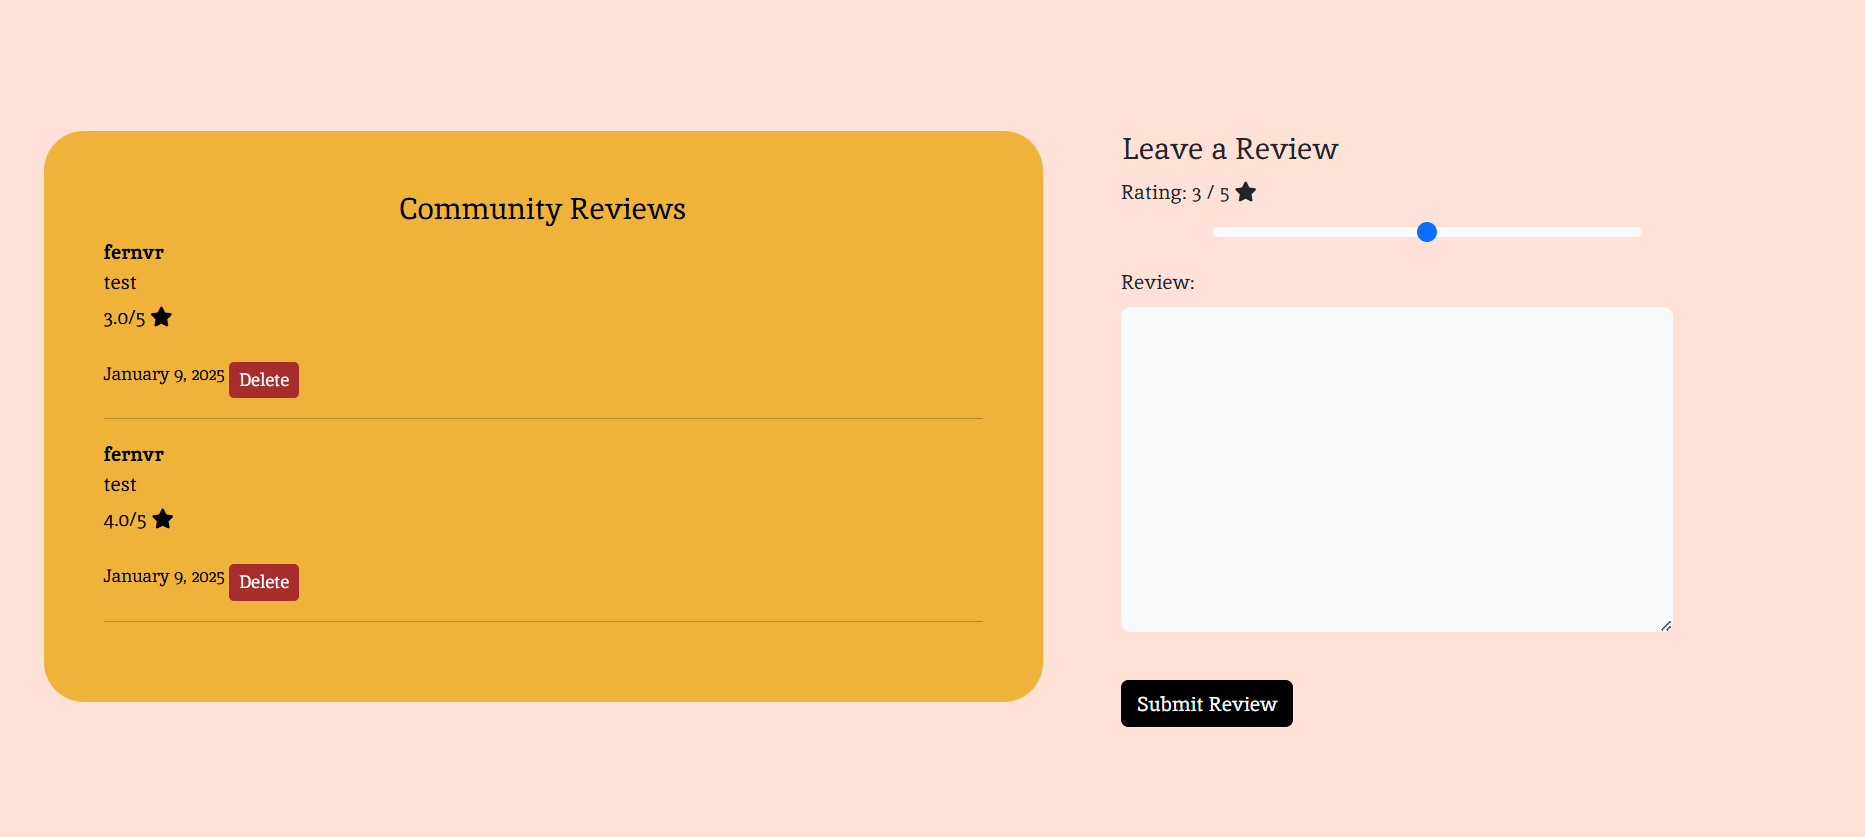 Community Reviews
fernvr
test
3.0/5
January 9, 2025 Delete
fernvr
test
4.0/5
January 9, 2025 Delete
Leave a Review
Rating: 3 / 5
Review:
Submit Review